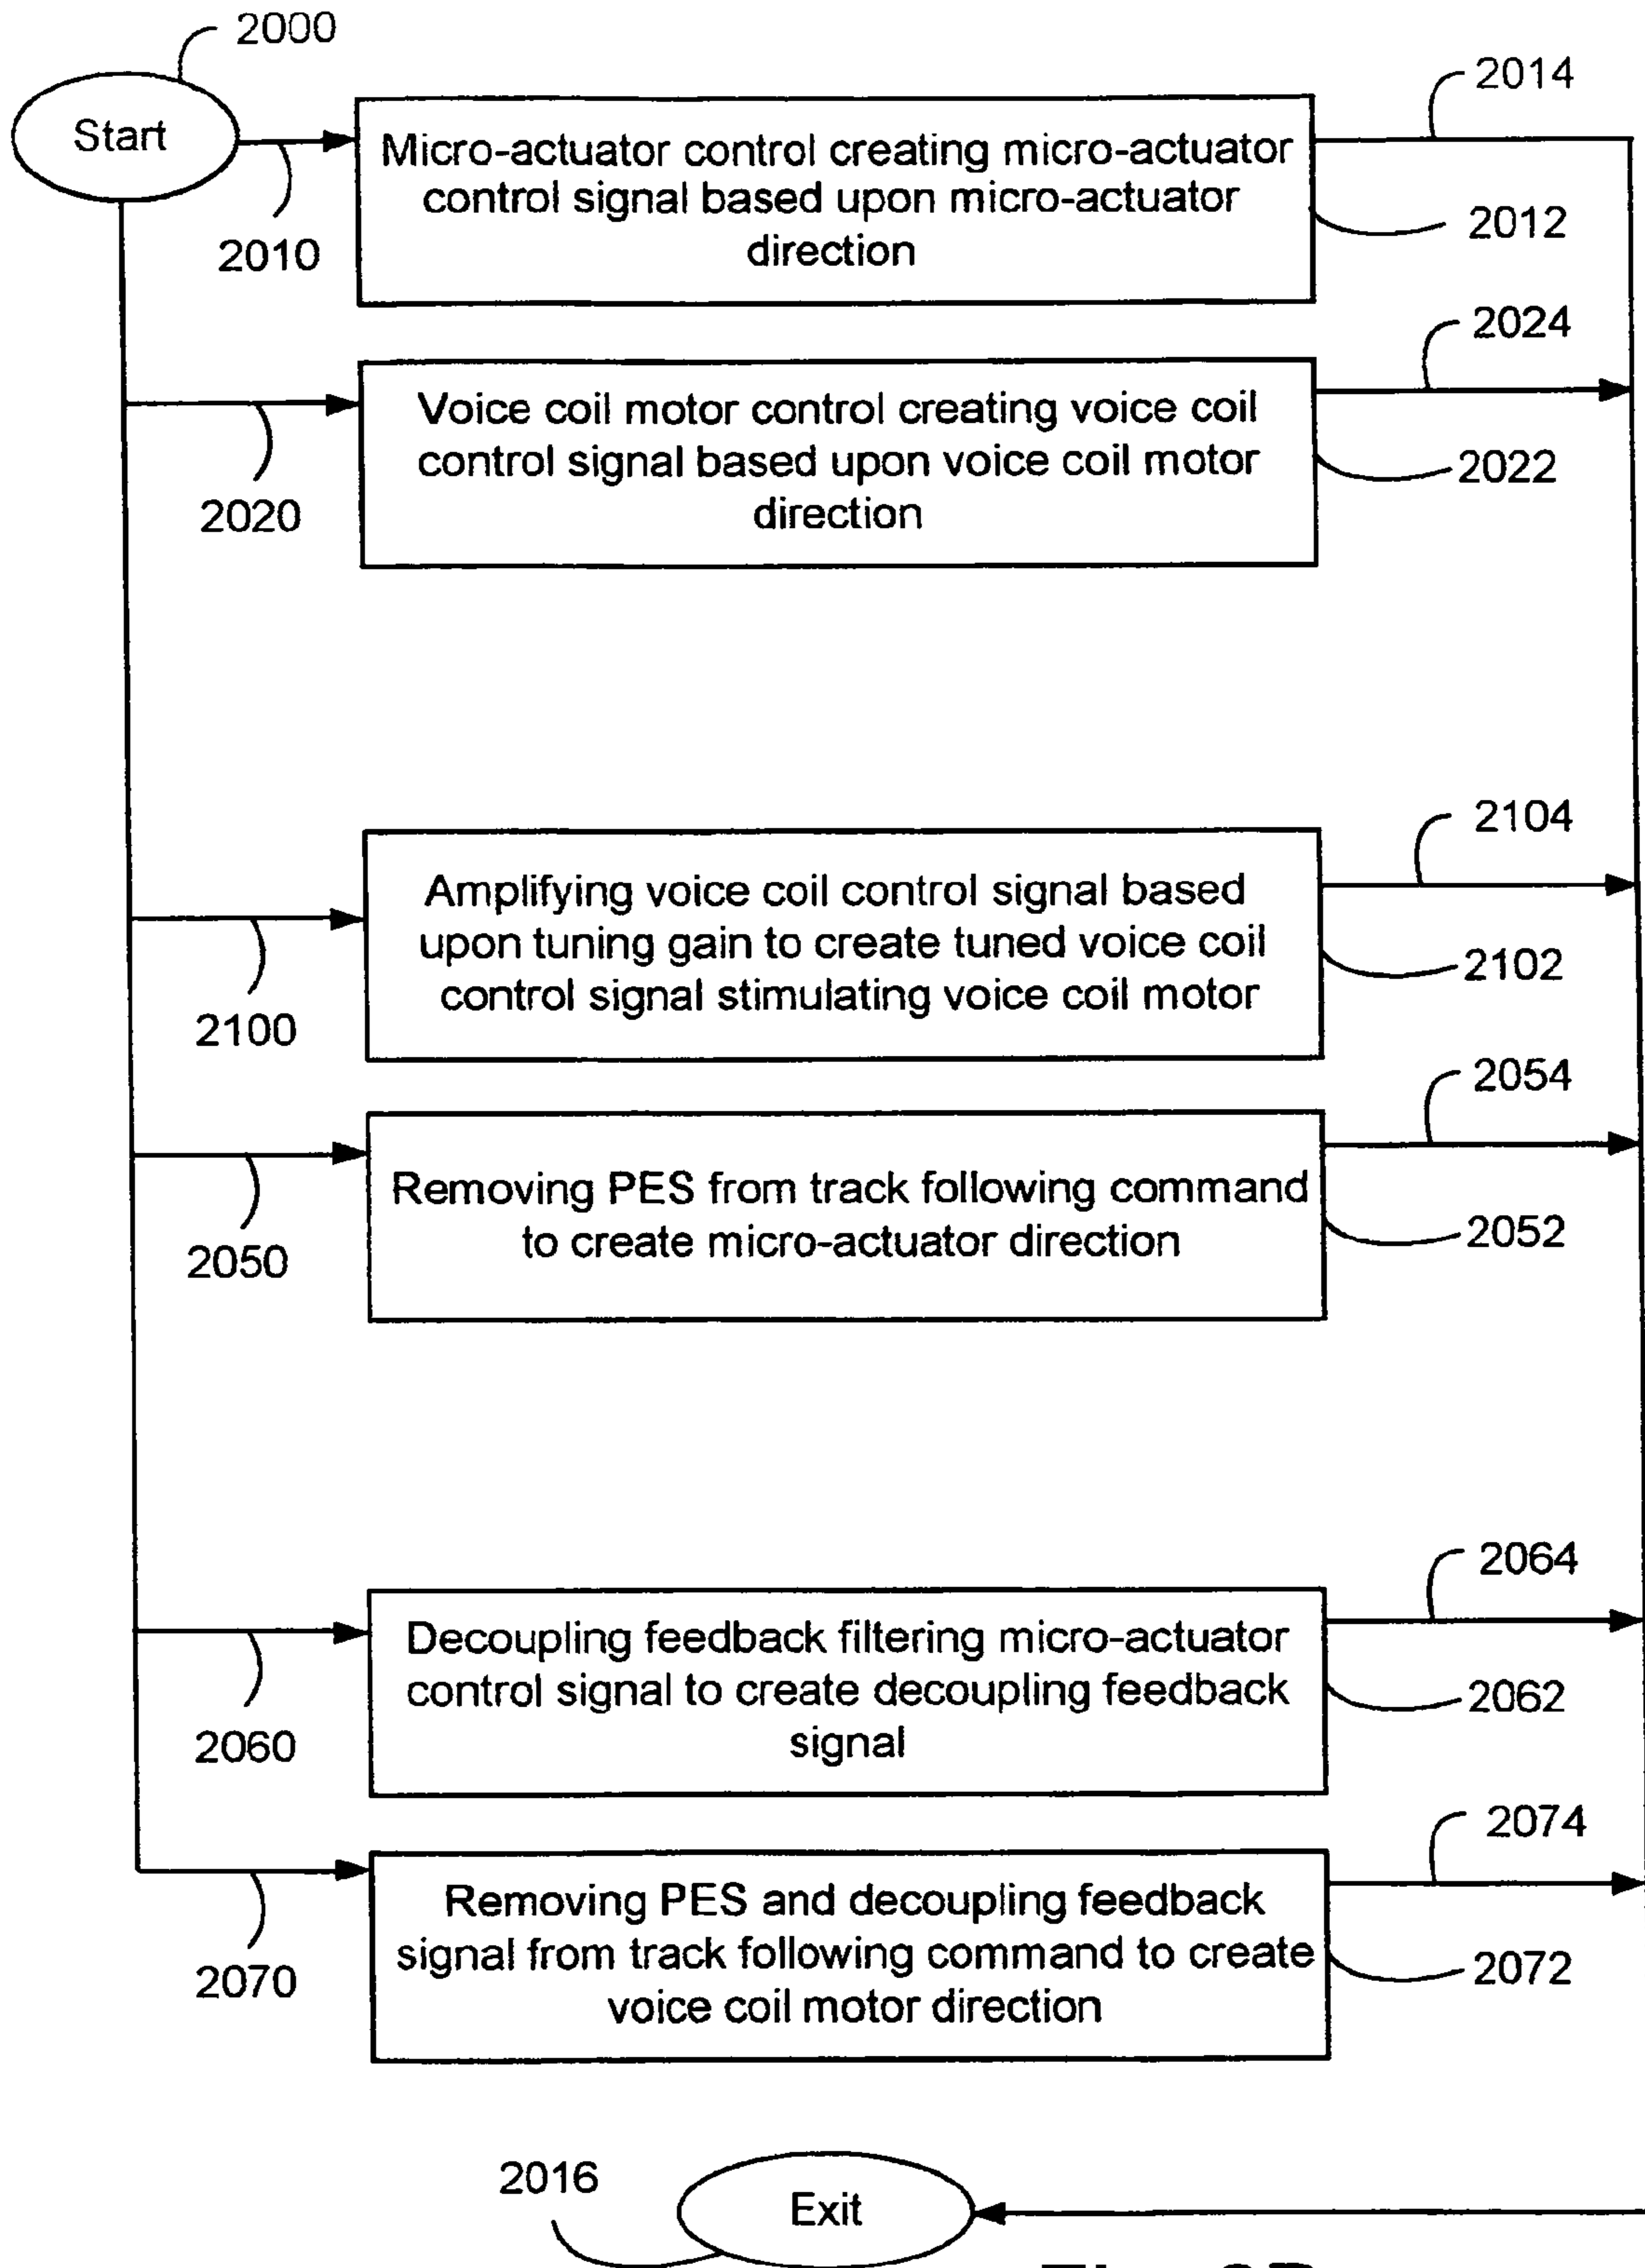 2000
Start
2014
Micro-actuator control creating micro-actuator
control signal based upon micro-actuator
direction
2012
2010
2024
Voice coil motor control creating voice coil
control signal based upon voice coil motor
direction
2022
2020
2104
Amplifying voice coil control signal based
upon tuning gain to create tuned voice coil
control signal stimulating voice coil motor
2102
2100
2054
Removing PES from track following command
to create micro-actuator direction
2052
2050
2064
Decoupling feedback filtering micro-actuator
control signal to create decoupling feedback
signal
2062
2060
2074
Removing PES and decoupling feedback
signal from track following command to create
voice coil motor direction
2072
2070
2016
Exit